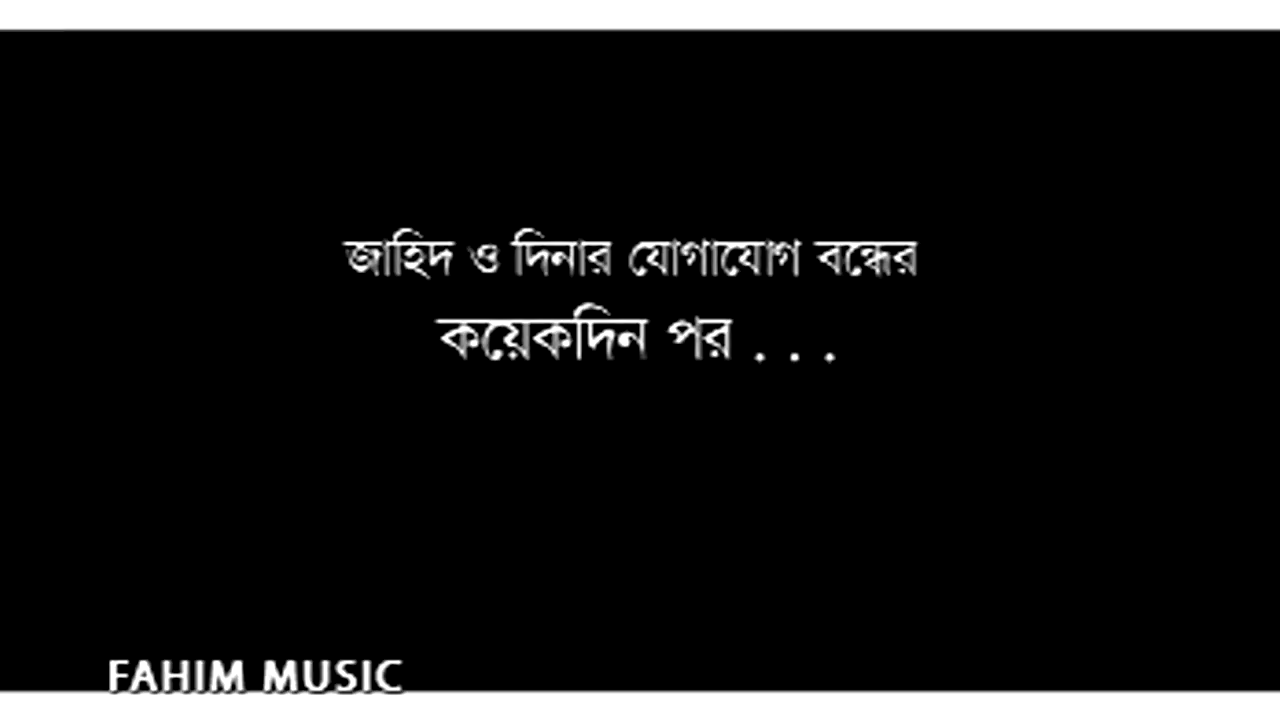 জাহিদ ও দিনার যোগাযোগ বন্ধের
কয়েকদিন পর . . .
FAHIM MUSIC